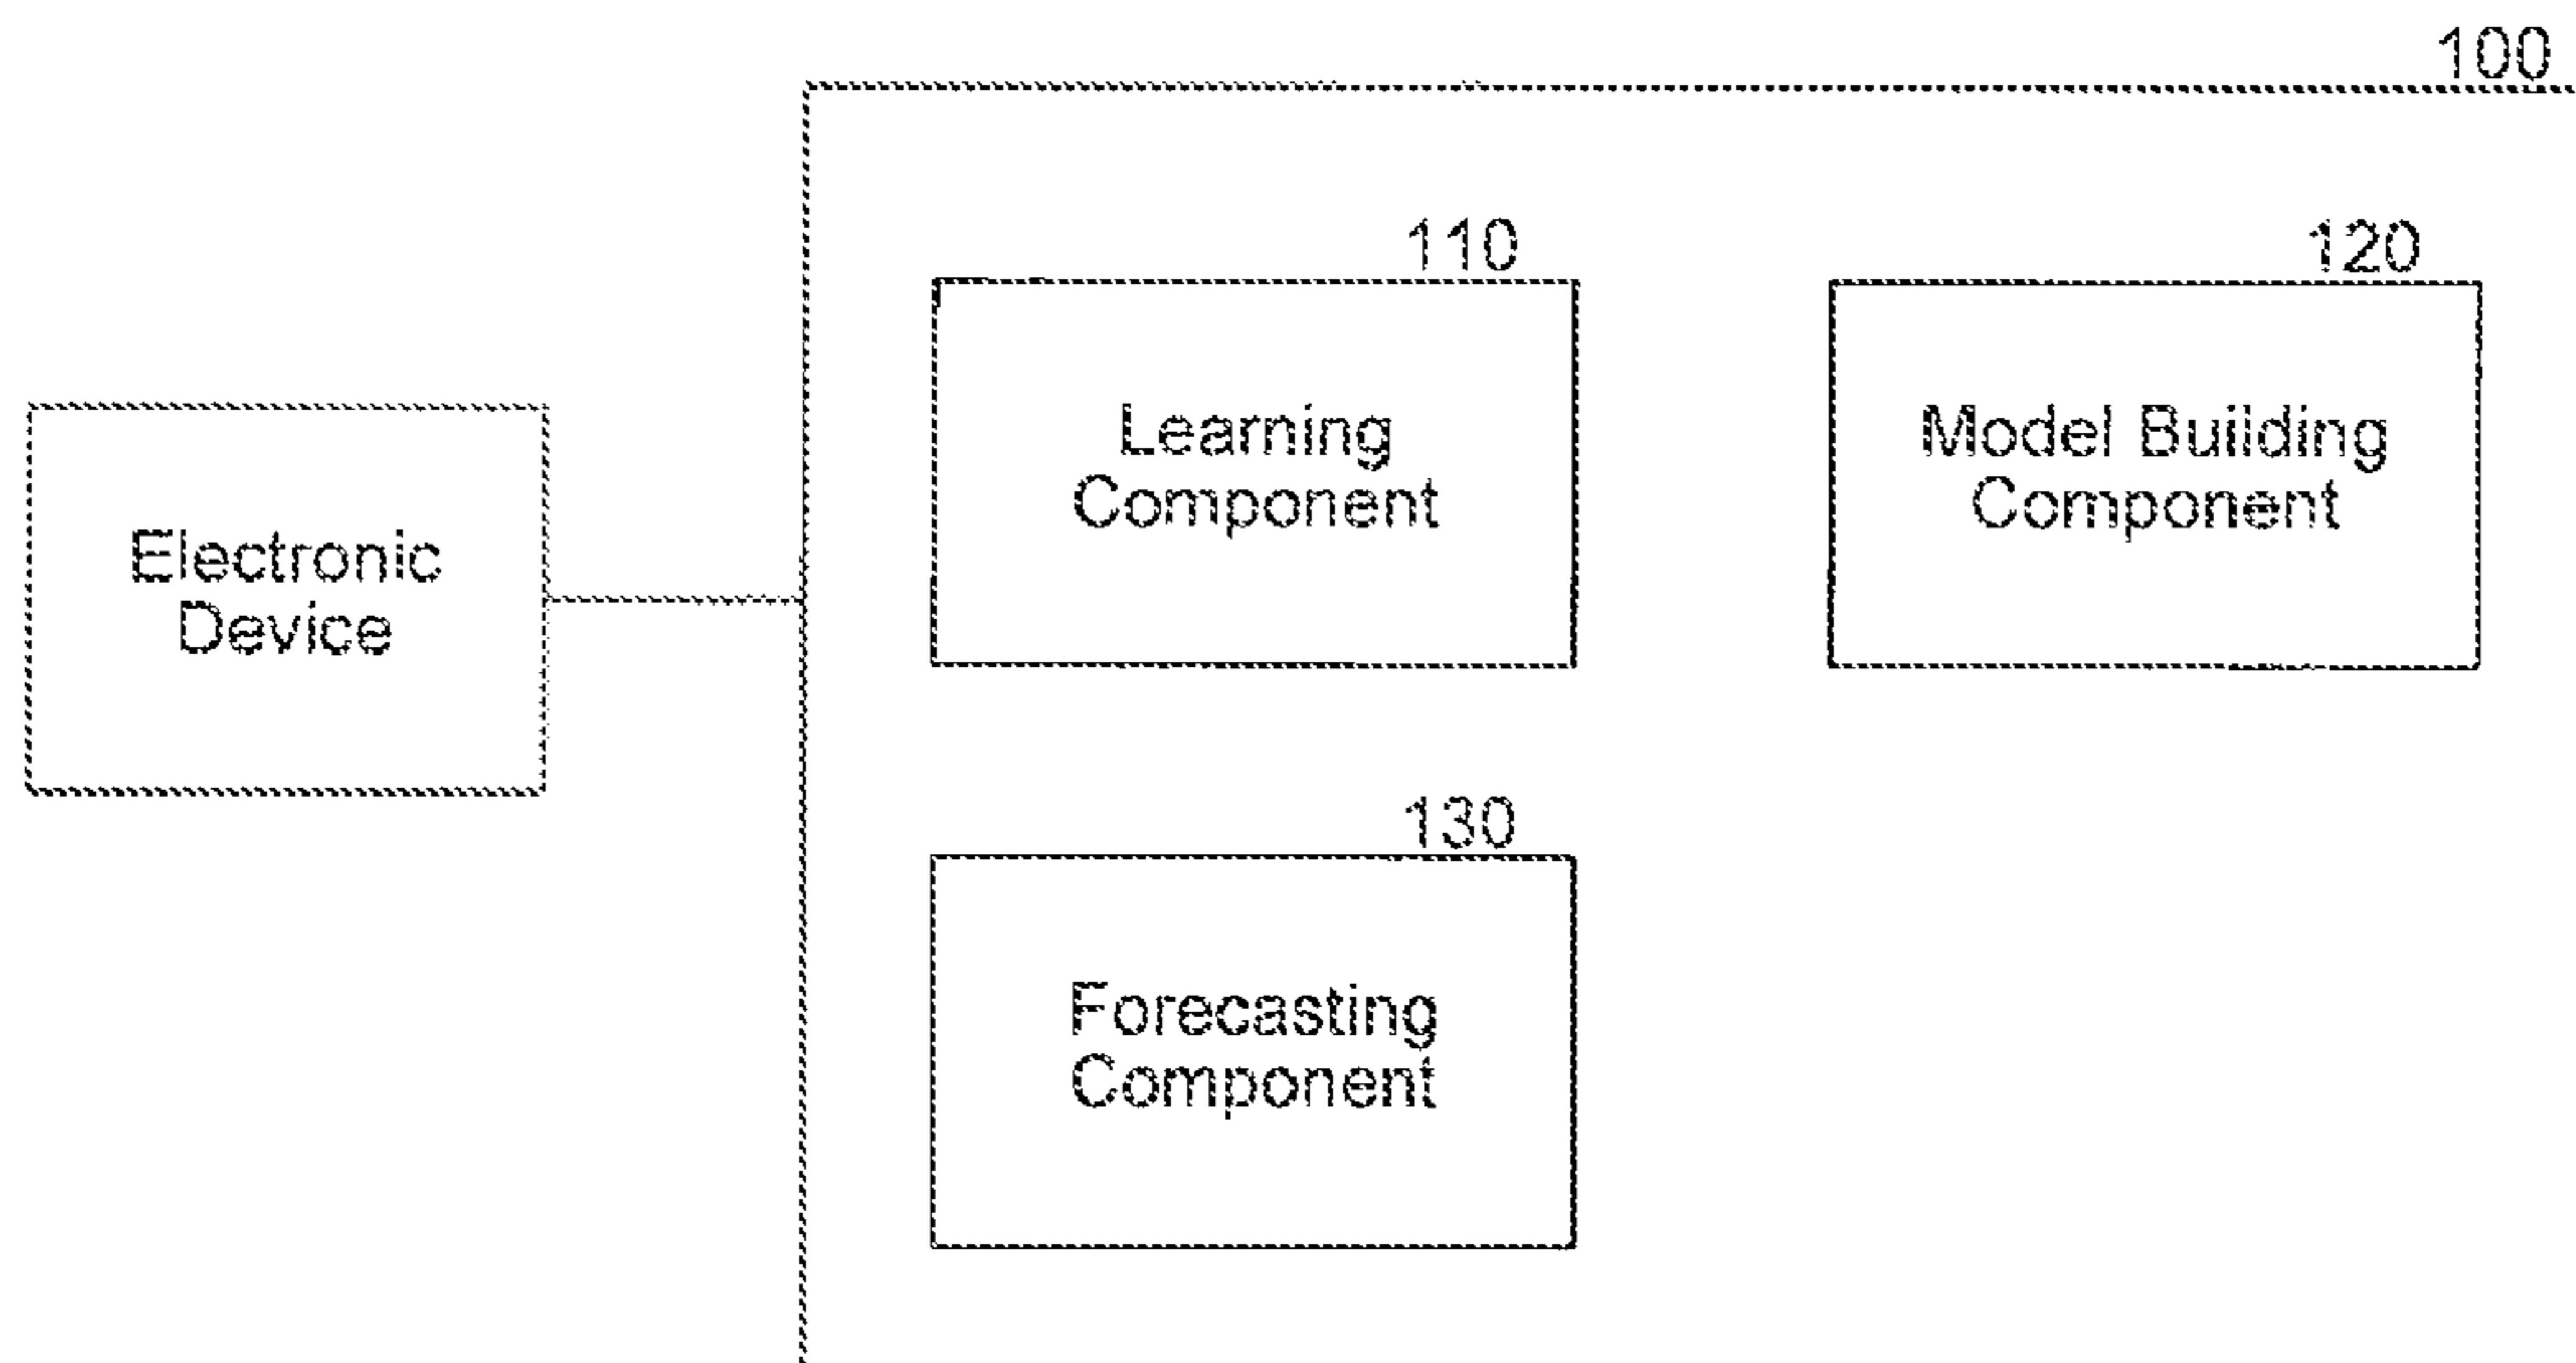 100
110
120
Learning
Component
Model Building
Component
Electronic
Device
130
Forecasting
Component